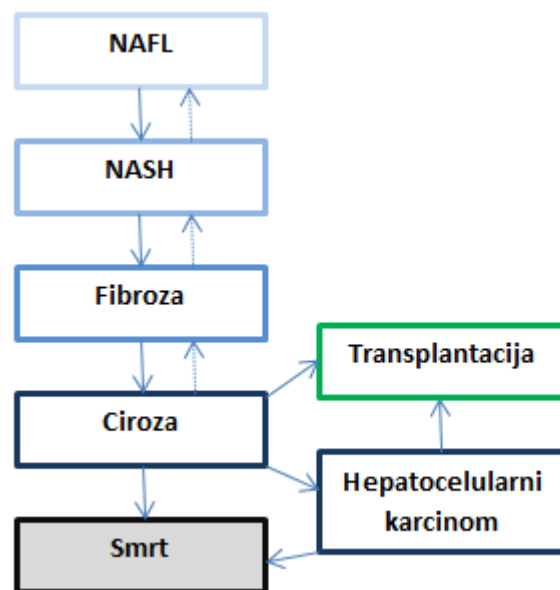 NAFL
NASH
Fibroza
Transplantacija
Ciroza
Hepatocelularni
karcinom
Smrt